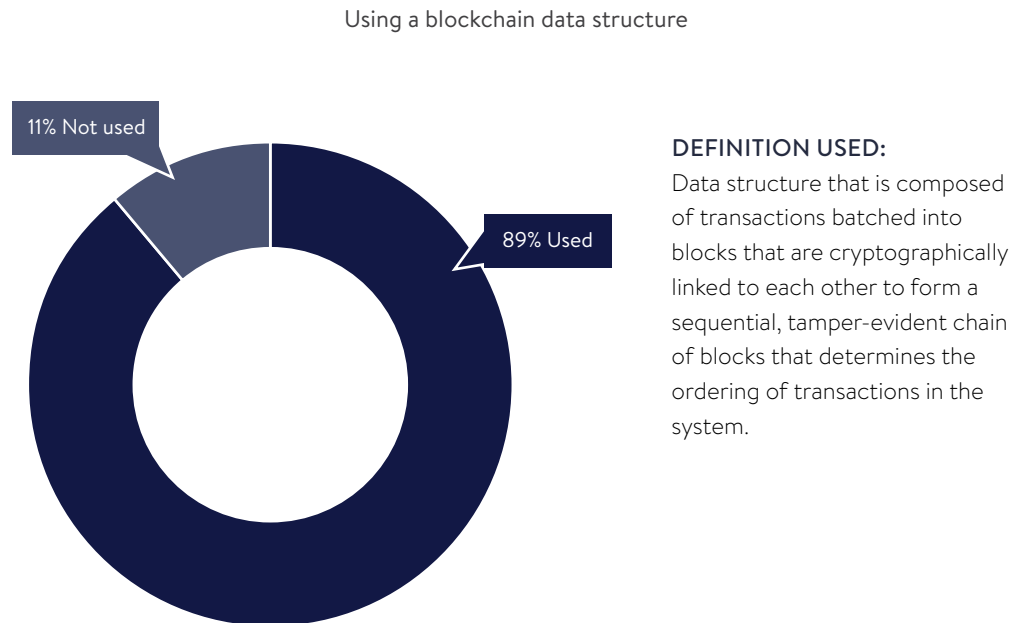 Using a blockchain data structure
11% Not used
89% Used
DEFINITION USED:
Data structure that is composed
of transactions batched into
blocks that are cryptographically
linked to each other to form a
sequential, tamper-evident chain
of blocks that determines the
ordering of transactions in the
system.